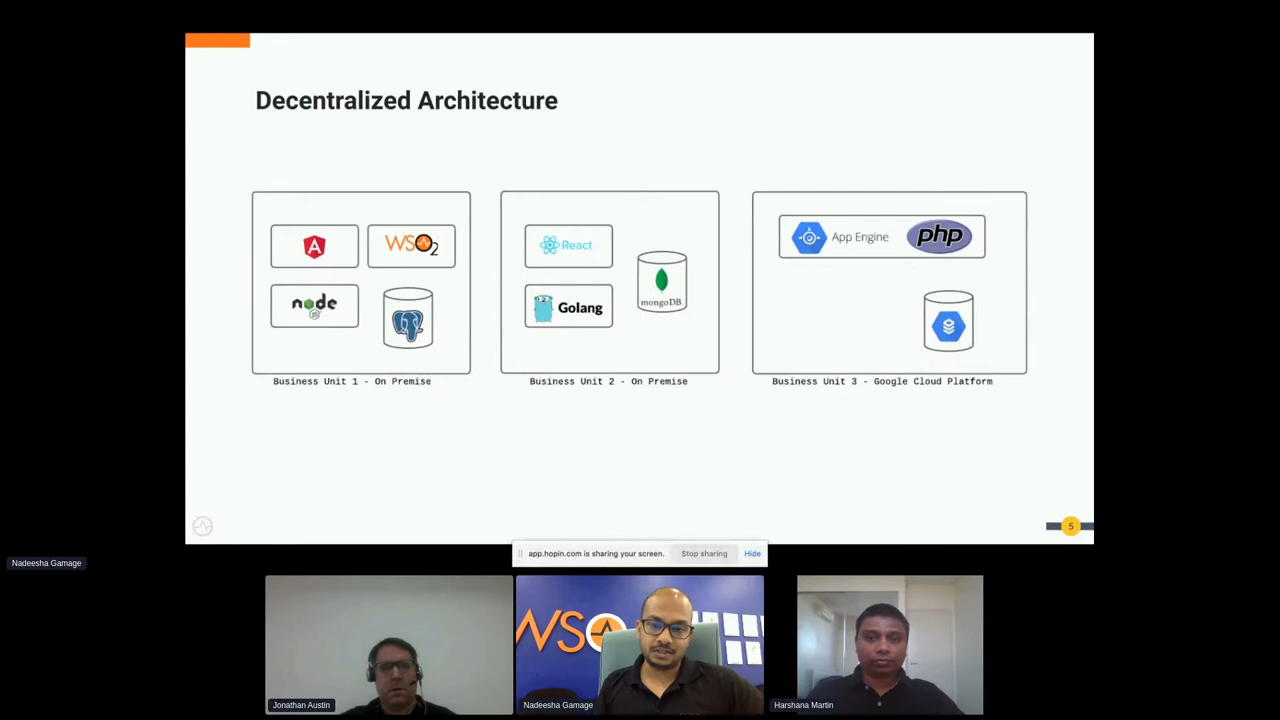 Decentralized Architecture
WSO2
React
App Engine
php
node
JS
Golang
mongoDB
Business Unit 1 - On Premise
Business Unit 2 - On Premise
Business Unit 3 - Google Cloud Platform
5
app.hopin.com is sharing your screen.
Stop sharing
Hide
Nadeesha Gamage
WSO
Jonathan Austin
Nadeesha Gamage
Harshana Martin